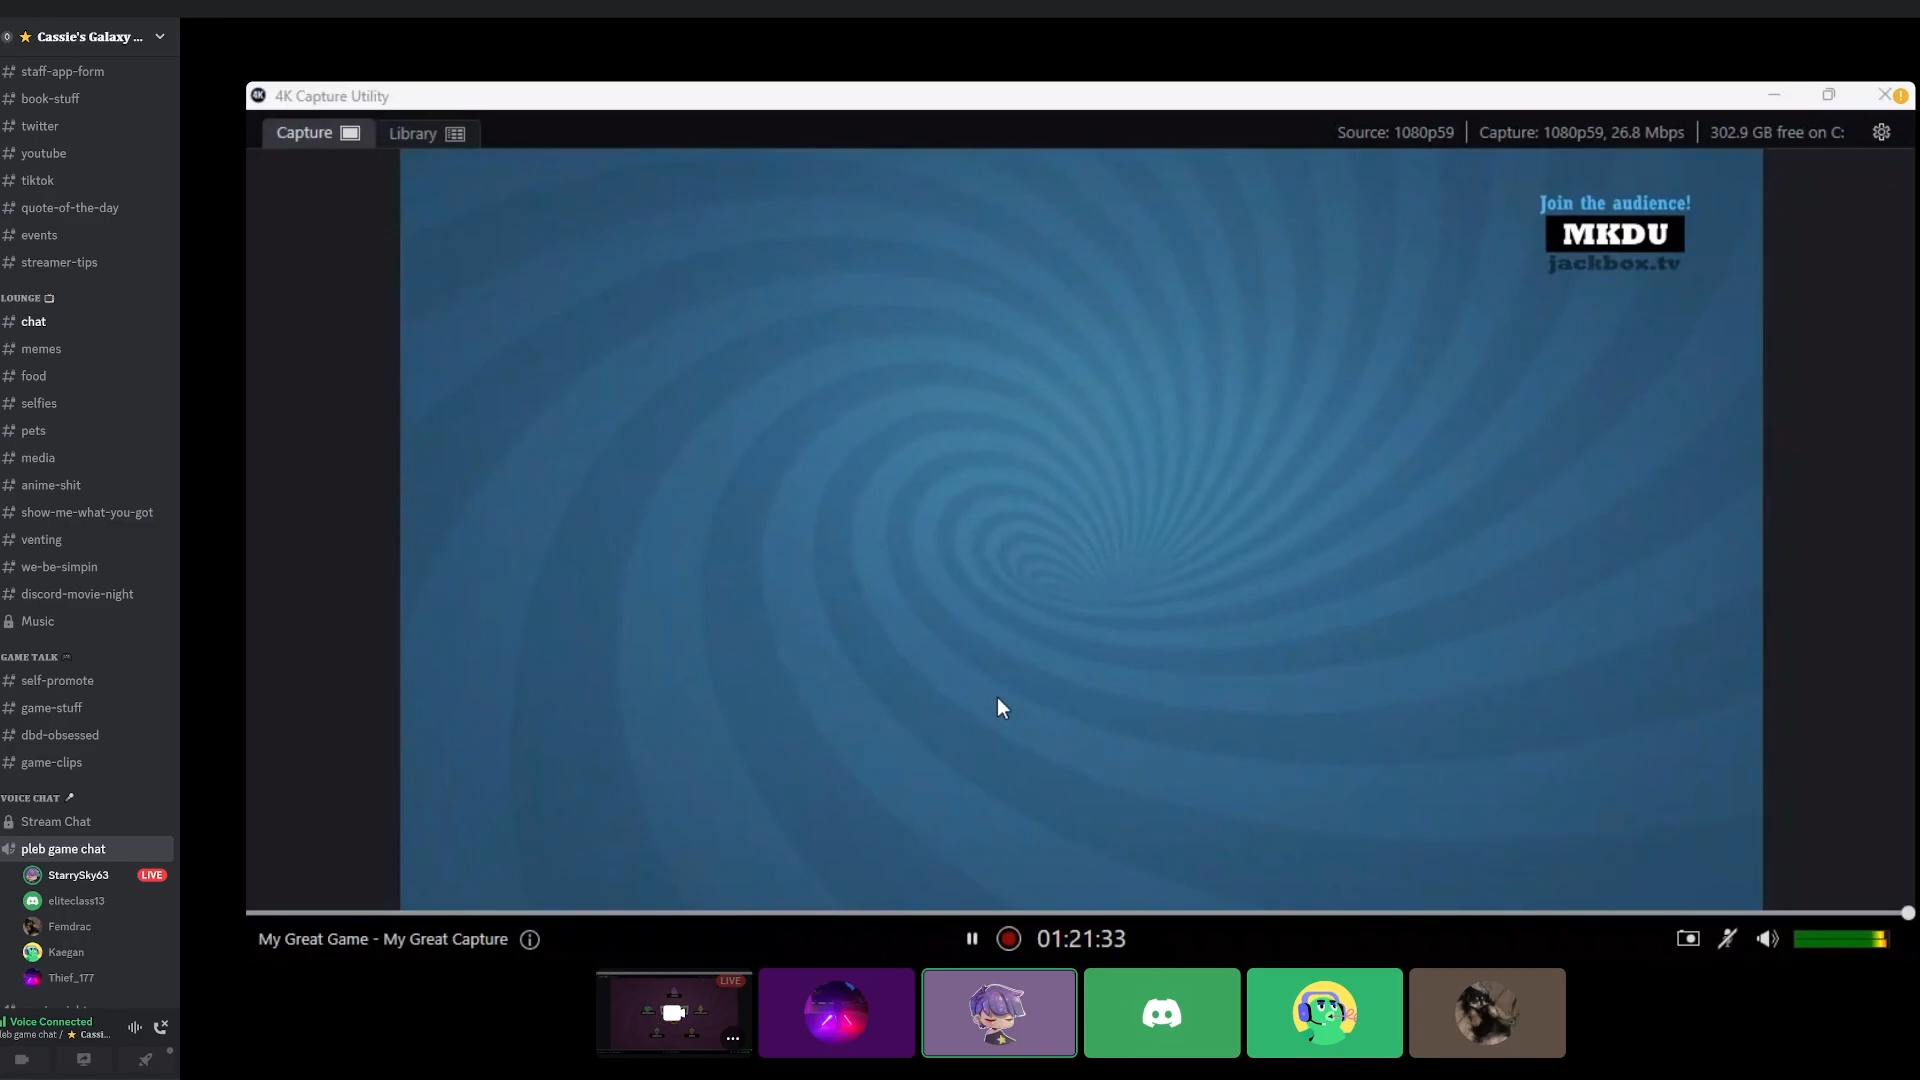 Cassie's Galaxy ...
staff-app-form
book-stuff
twitter
youtube
tiktok
quote-of-the-day
events
streamer-tips
LOUNGE
chat
memes
food
selfies
pets
media
anime-shit
show-me-what-you-got
venting
we-be-simpin
discord-movie-night
Music
GAME TALK
self-promote
game-stuff
dbd-obsessed
game-clips
VOICE CHAT
Stream Chat
pleb game chat
StarrySky63 LIVE
eliteclass13
Femdrac
Kaegan
Thief_177
Voice Connected
leb game chat / Cassi...
4K 4K Capture Utility
Capture Library Source: 1080p59 | Capture: 1080p59, 26.8 Mbps | 302.9 GB free on C:
Join the audience!
MKDU
jackbox.tv
My Great Game - My Great Capture 01:21:33
LIVE